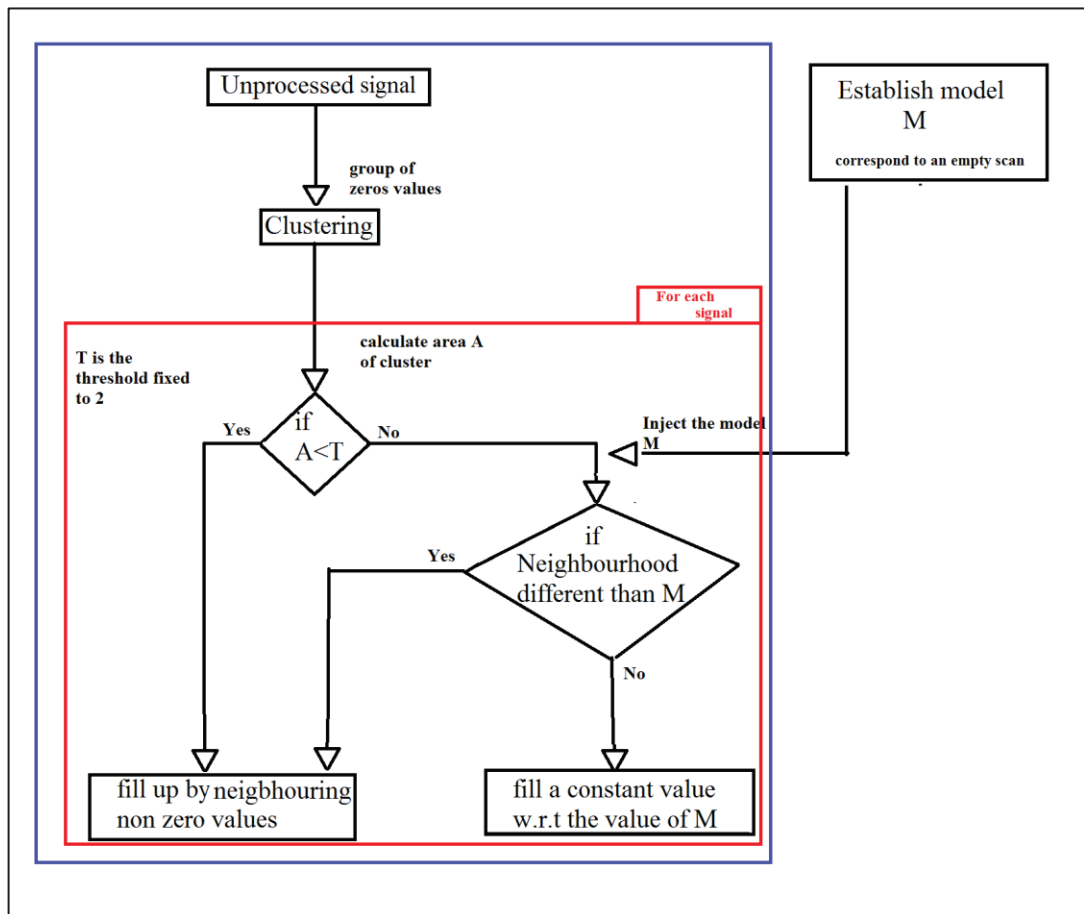 Unprocessed signal
Establish model
M
correspond to an empty scan
group of
zeros values
Clustering
For each
signal
T is the
threshold fixed
to 2
calculate area A
of cluster
if
A<T
Yes
No
Inject the model
M
if
Neighbourhood
different than M
Yes
No
fill up by neigbhouring
non zero values
fill a constant value
w.r.t the value of M